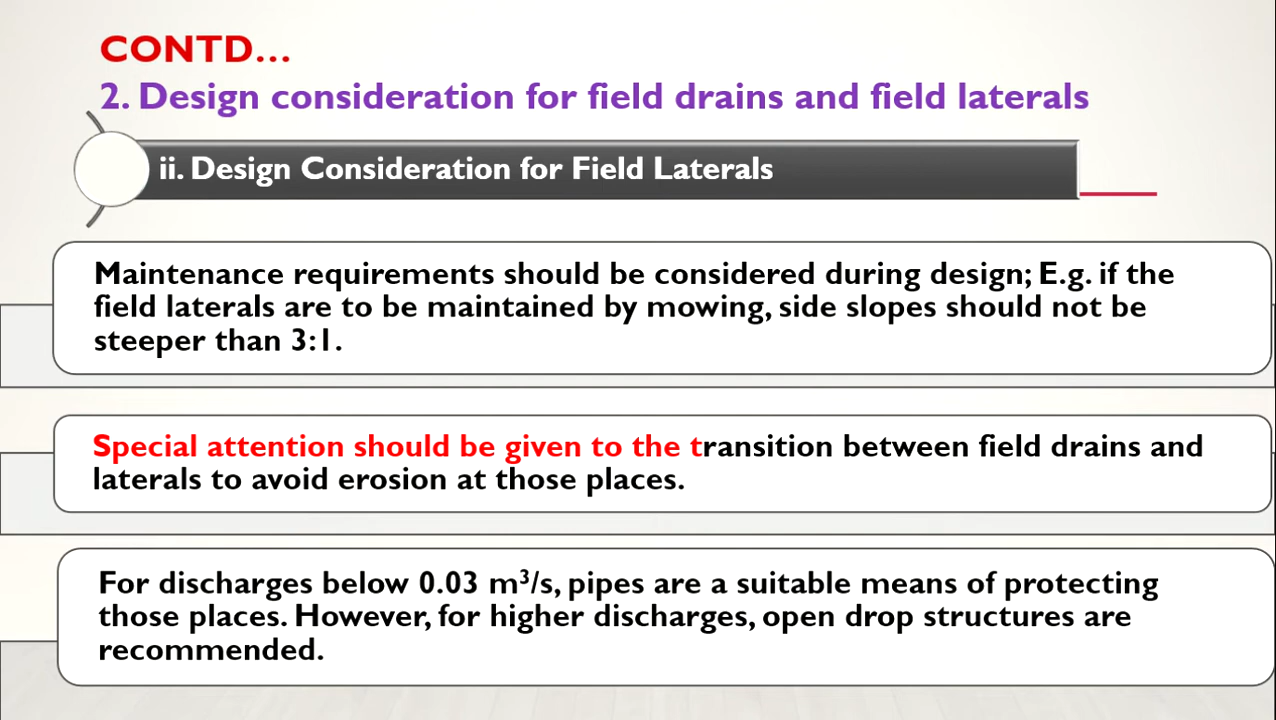 CONTD…
2. Design consideration for field drains and field laterals
ii. Design Consideration for Field Laterals
Maintenance requirements should be considered during design; E.g. if the
field laterals are to be maintained by mowing, side slopes should not be
steeper than 3:1.
Special attention should be given to the transition between field drains and
laterals to avoid erosion at those places.
For discharges below 0.03 m³/s, pipes are a suitable means of protecting
those places. However, for higher discharges, open drop structures are
recommended.